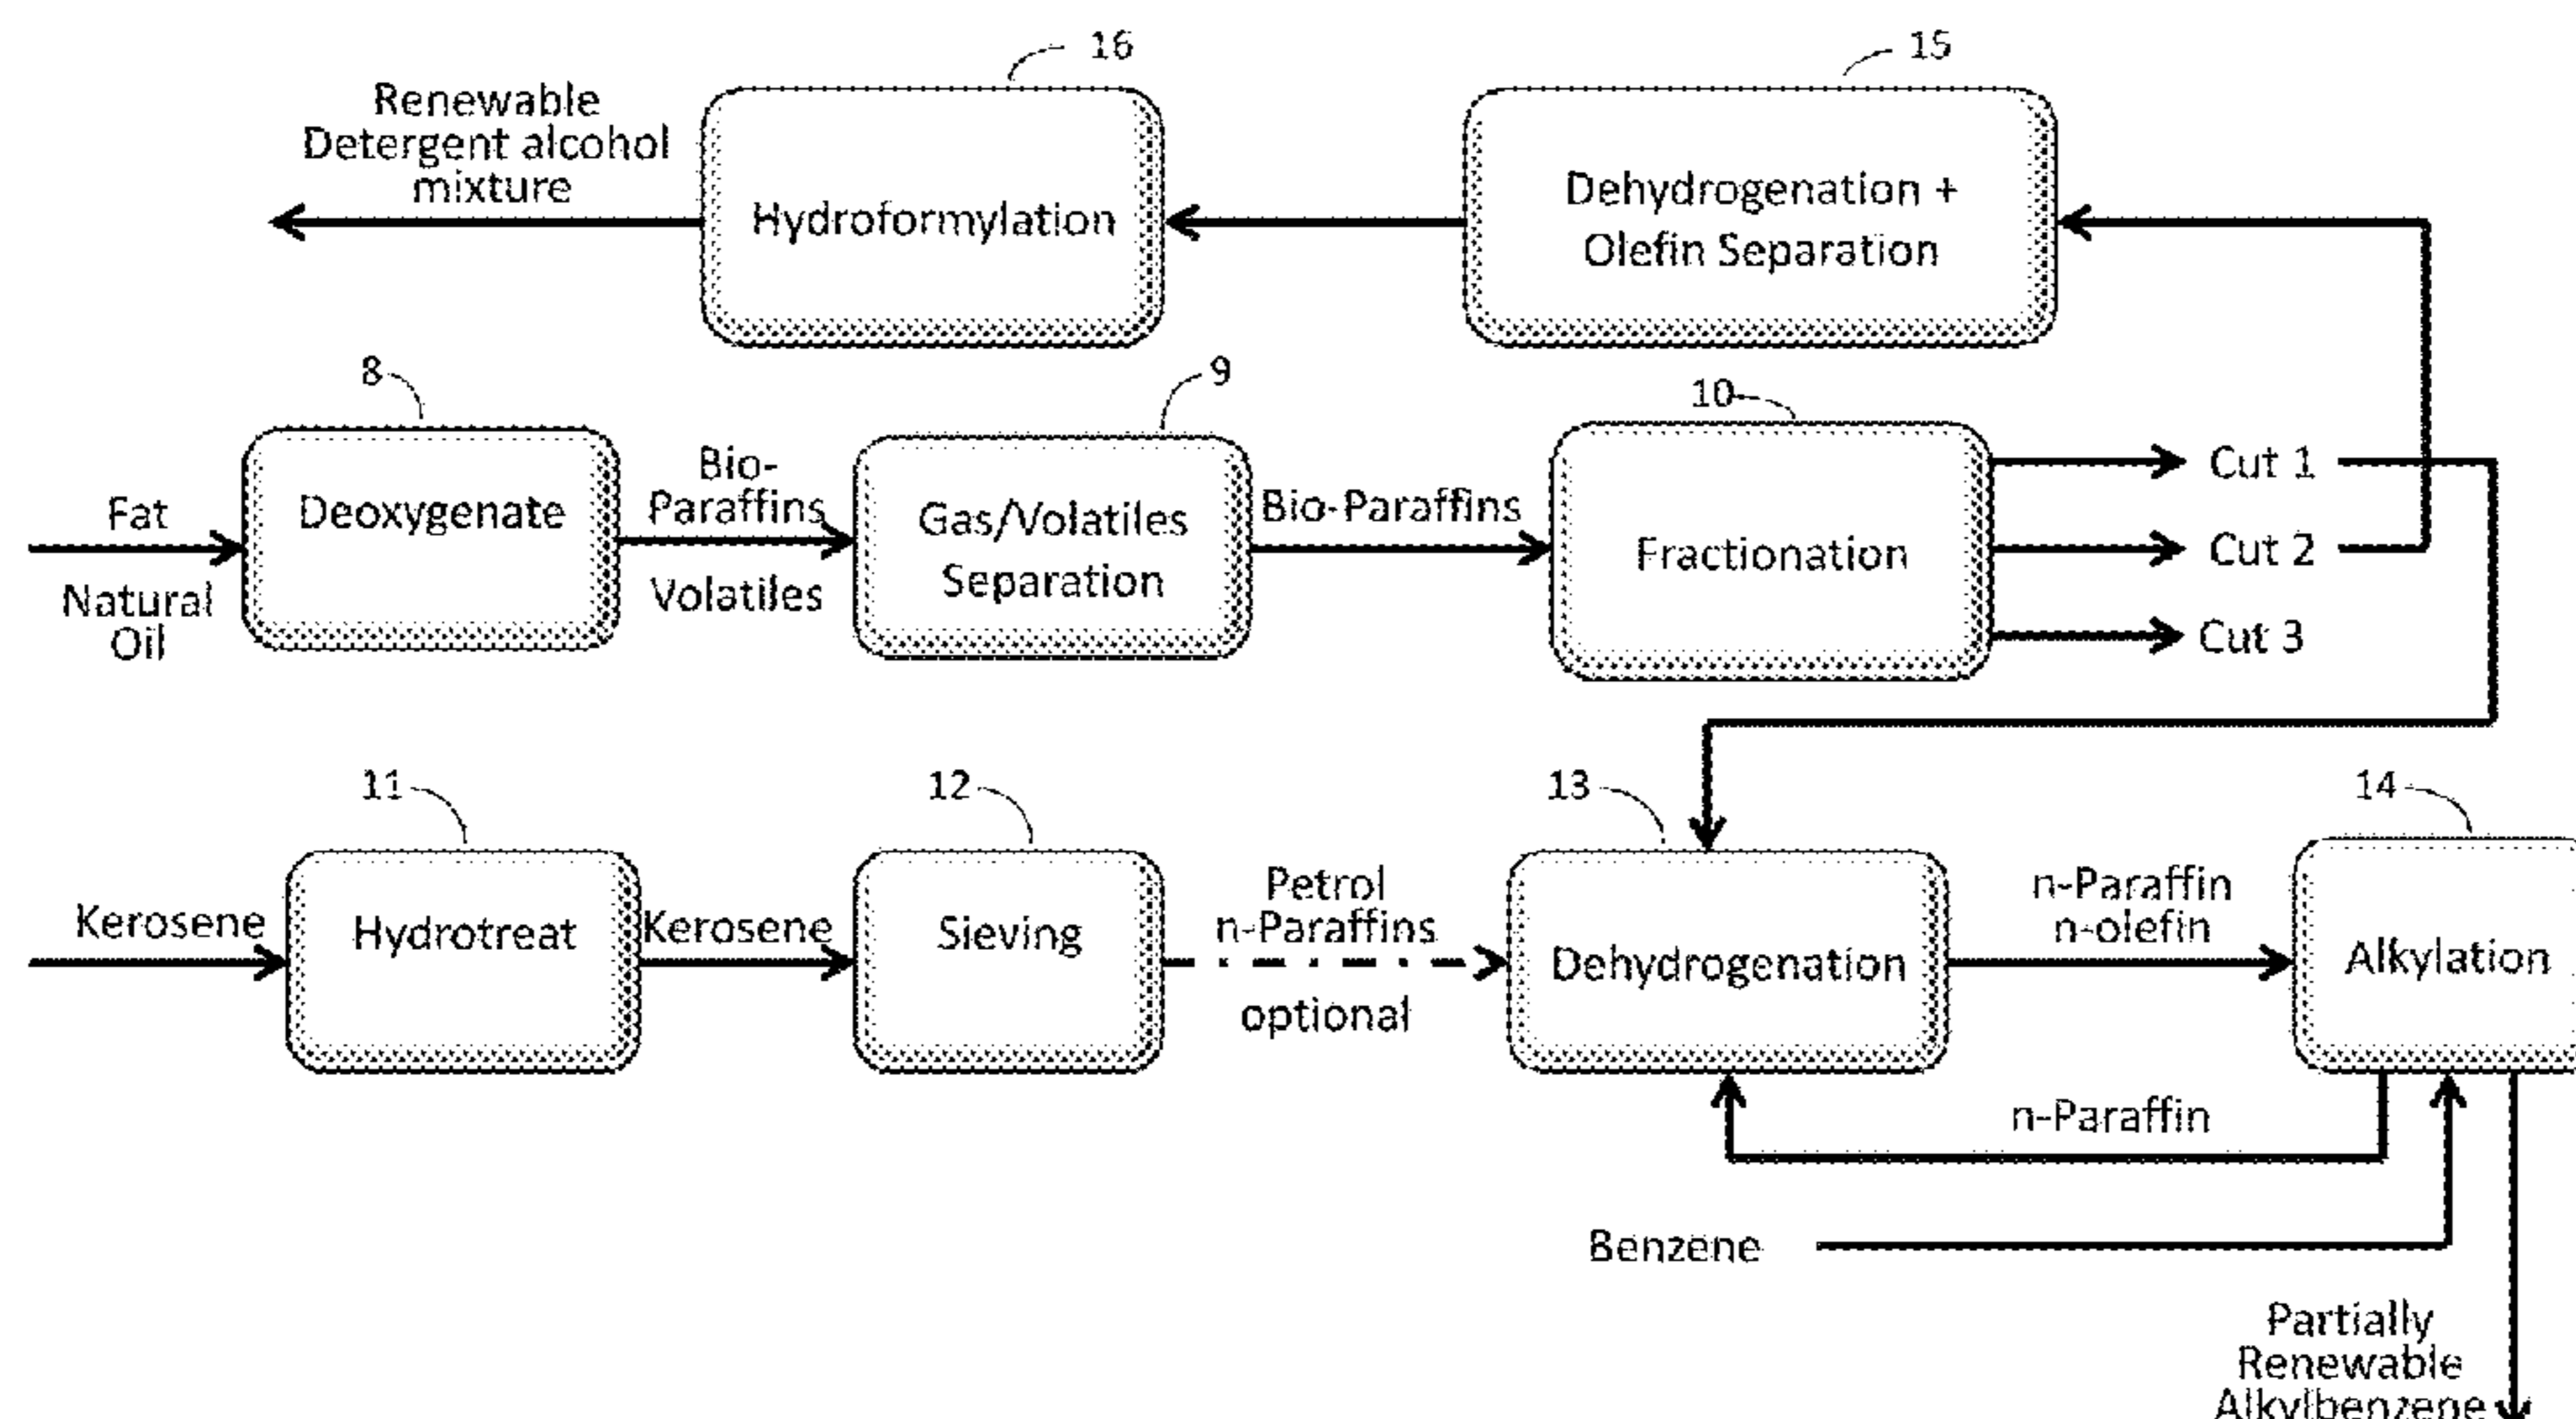 16
15
Renewable
Detergent alcohol
mixture
Hydroformylation
Dehydrogenation +
Olefin Separation
8
9
10
Fat
Natural
Oil
Deoxygenate
Bio-
Paraffins
Volatiles
Gas/Volatiles
Separation
Bio-Paraffins
Fractionation
Cut 1
Cut 2
Cut 3
11
12
13
14
Kerosene
Hydrotreat
Kerosene
Sieving
Petrol
n-Paraffins
optional
Dehydrogenation
n-Paraffin
n-olefin
Alkylation
n-Paraffin
Benzene
Partially
Renewable
Alkylbenzene